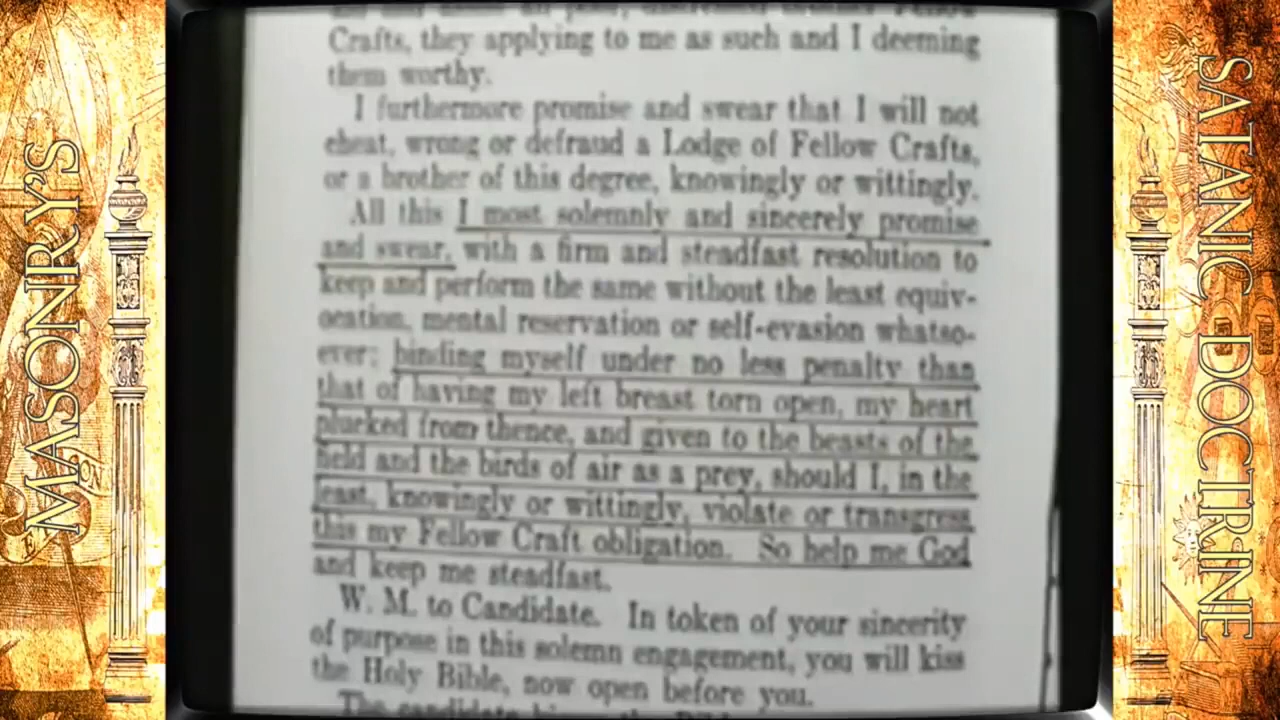 MASONRY'S
Crafts, they applying to me as such and I deeming
them worthy.
I furthermore promise and swear that I will not
cheat, wrong or defraud a Lodge of Fellow Crafts,
or a brother of this degree, knowingly or wittingly.
All this I most solemnly and sincerely promise
and swear, with a firm and steadfast resolution to
keep and perform the same without the least equiv-
ocation, mental reservation or self-evasion whatso-
ever; binding myself under no less penalty than
that of having my left breast torn open, my heart
plucked from thence, and given to the beasts of the
field and the birds of air as a prey, should I, in the
least, knowingly or wittingly, violate or transgress
this my Fellow Craft obligation. So help me God
and keep me steadfast.
W. M. to Candidate. In token of your sincerity
of purpose in this solemn engagement, you will kiss
the Holy Bible, now open before you.
SATANIC DOCTRINE